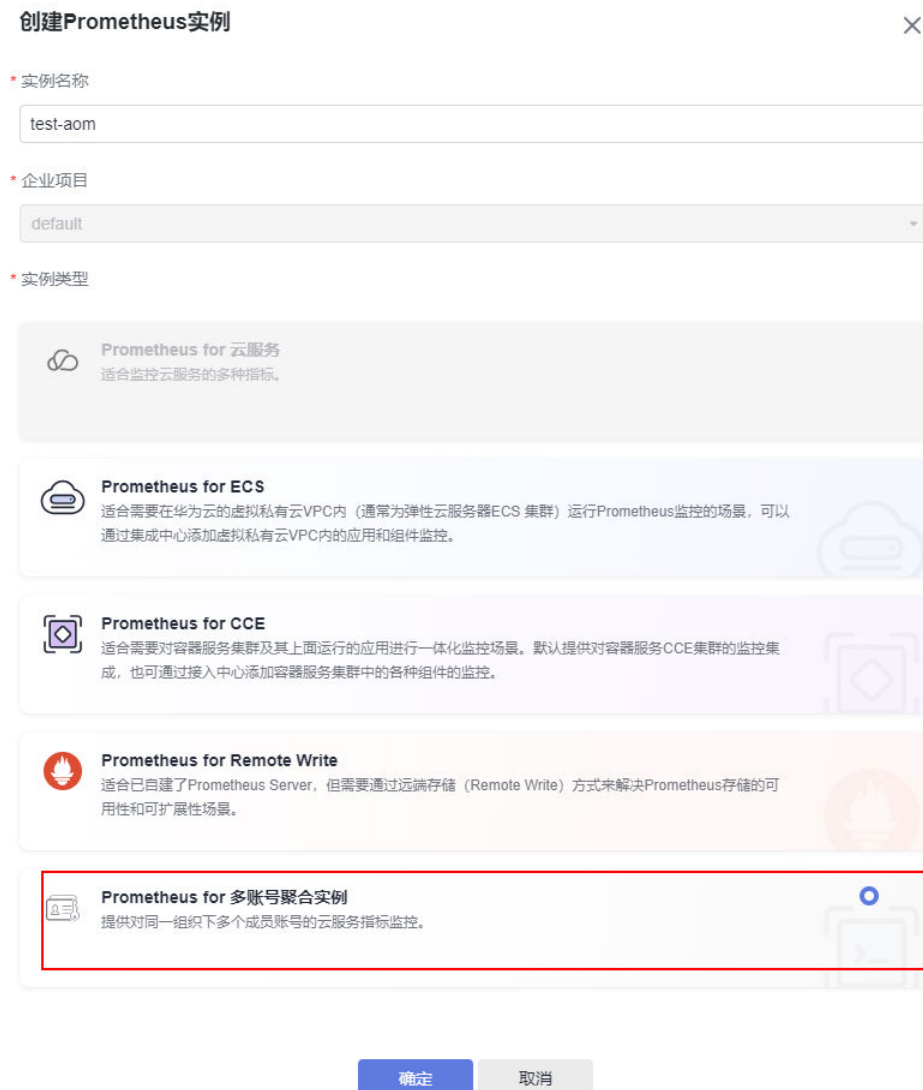 创建Prometheus实例
* 实例名称
test-aom
* 企业项目
default
* 实例类型
Prometheus for 云服务
适合监控云服务的多种指标。
Prometheus for ECS
适合需要在华为云的虚拟私有云VPC内（通常为弹性云服务器ECS 集群）运行Prometheus监控的场景，可以
通过集成中心添加虚拟私有云VPC内的应用和组件监控。
Prometheus for CCE
适合需要对容器服务集群及其上面运行的应用进行一体化监控场景。默认提供对容器服务CCE集群的监控集
成，也可通过接入中心添加容器服务集群中的各种组件的监控。
Prometheus for Remote Write
适合已自建了Prometheus Server，但需要通过远端存储（Remote Write）方式来解决Prometheus存储的可
用性和可扩展性场景。
Prometheus for 多账号聚合实例
提供对同一组织下多个成员账号的云服务指标监控。
确定
取消